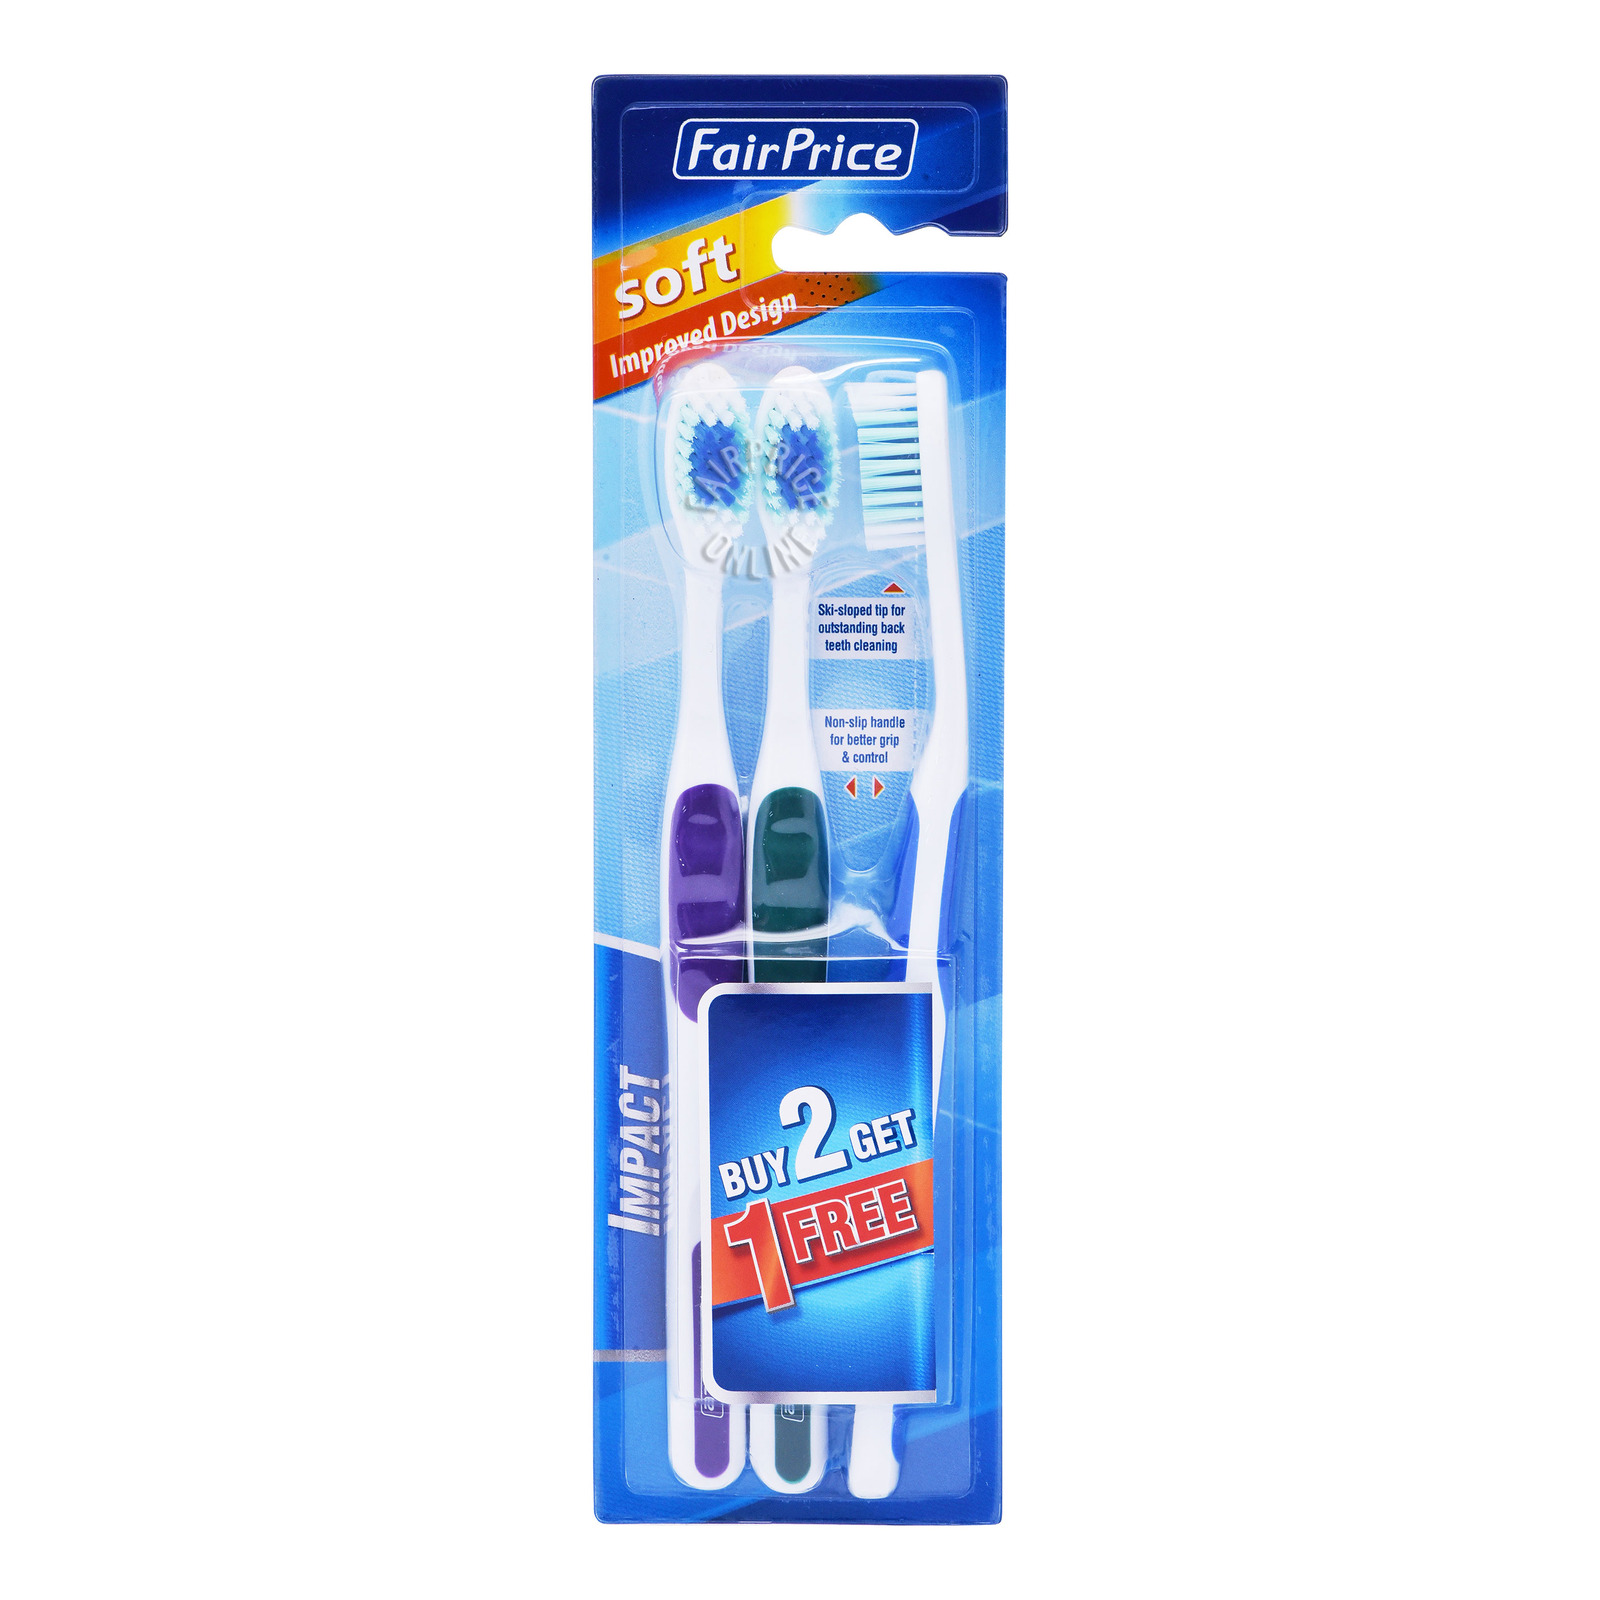 FairPrice
soft
Improved Design
FAIRPRICE
ONLINE
Ski-sloped tip for
outstanding back
teeth cleaning
Non-slip handle
for better grip
& control
IMPACT
BUY 2 GET
1 FREE